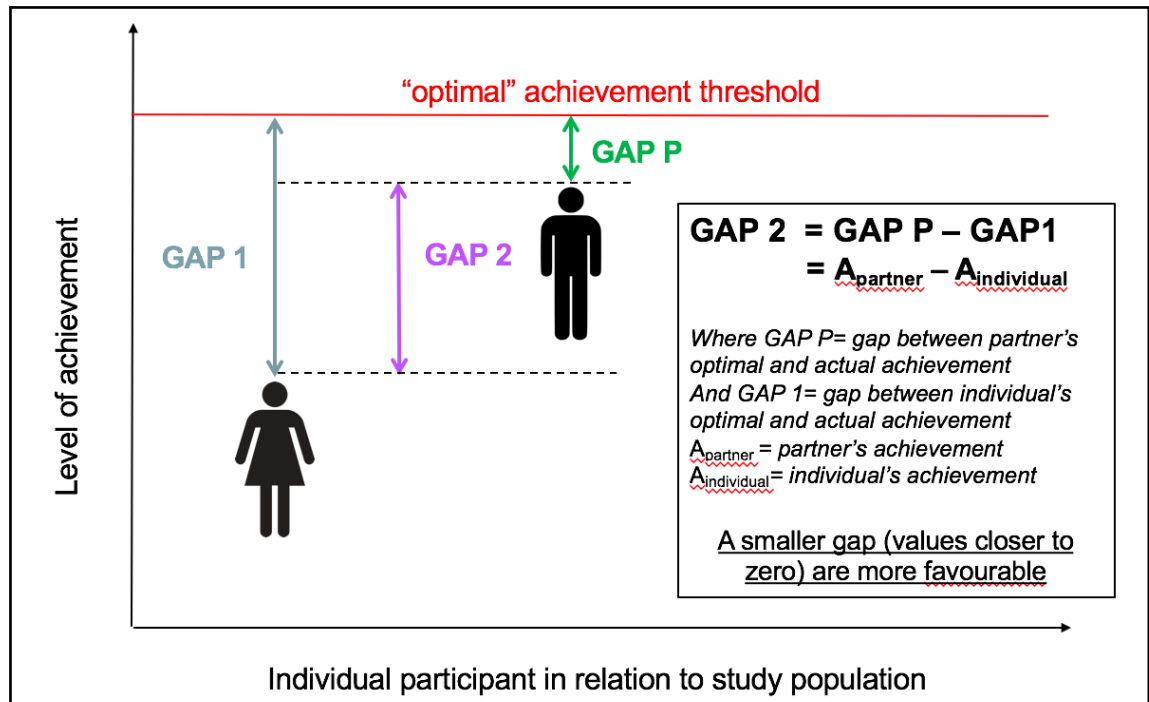 “optimal” achievement threshold
GAP P
GAP 1
GAP 2
Level of achievement
GAP 2 = GAP P – GAP1
= Apartner – Aindividual
Where GAP P= gap between partner’s
optimal and actual achievement
And GAP 1= gap between individual’s
optimal and actual achievement
Apartner = partner’s achievement
Aindividual= individual’s achievement
A smaller gap (values closer to
zero) are more favourable
Individual participant in relation to study population